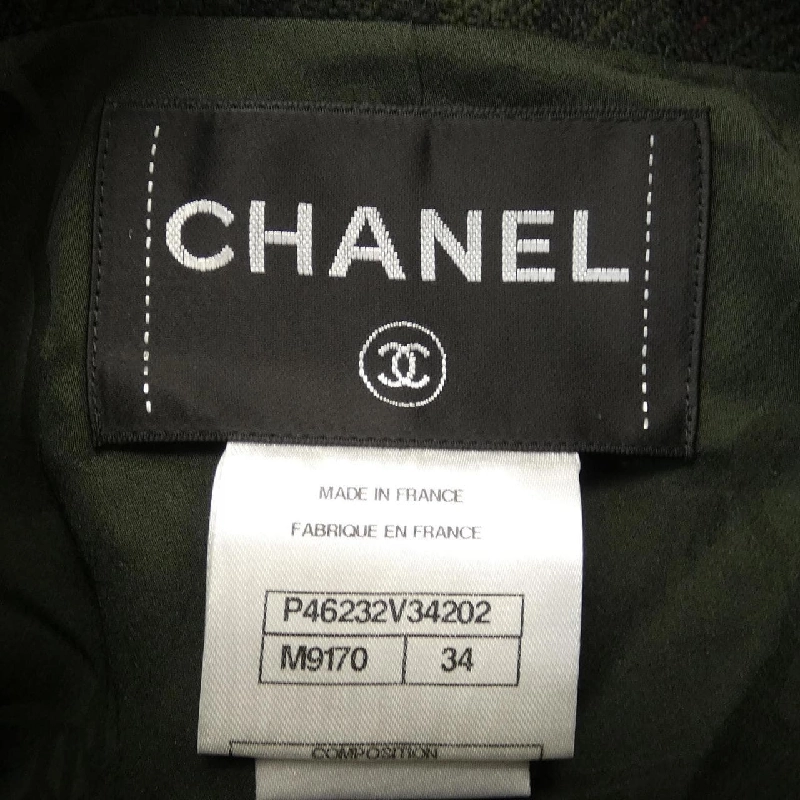 CHANEL
MADE IN FRANCE
FABRIQUE EN FRANCE
P46232V34202
M9170 34
COMPOSITION